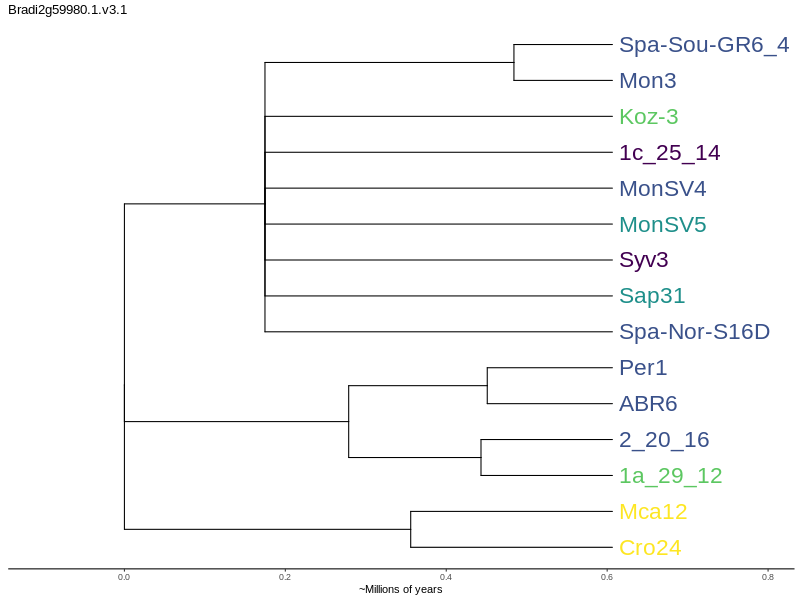 Bradi2g59980.1.v3.1
Spa-Sou-GR6_4
Mon3
Koz-3
1c_25_14
MonSV4
MonSV5
Syv3
Sap31
Spa-Nor-S16D
Per1
ABR6
2_20_16
1a_29_12
Mca12
Cro24
0.0 0.2 0.4 0.6 0.8
~Millions of years